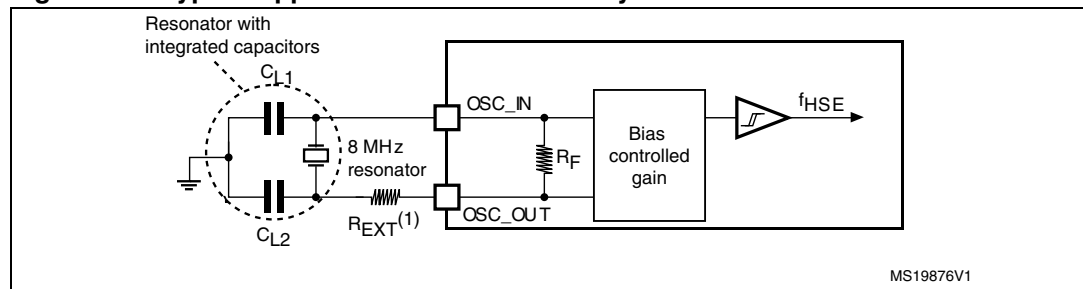 Resonator with
integrated capacitors
CL1
OSC_IN
fHSE
8 MHz
resonator
RF
Bias
controlled
gain
REXT(1)
OSC_OUT
CL2
MS19876V1